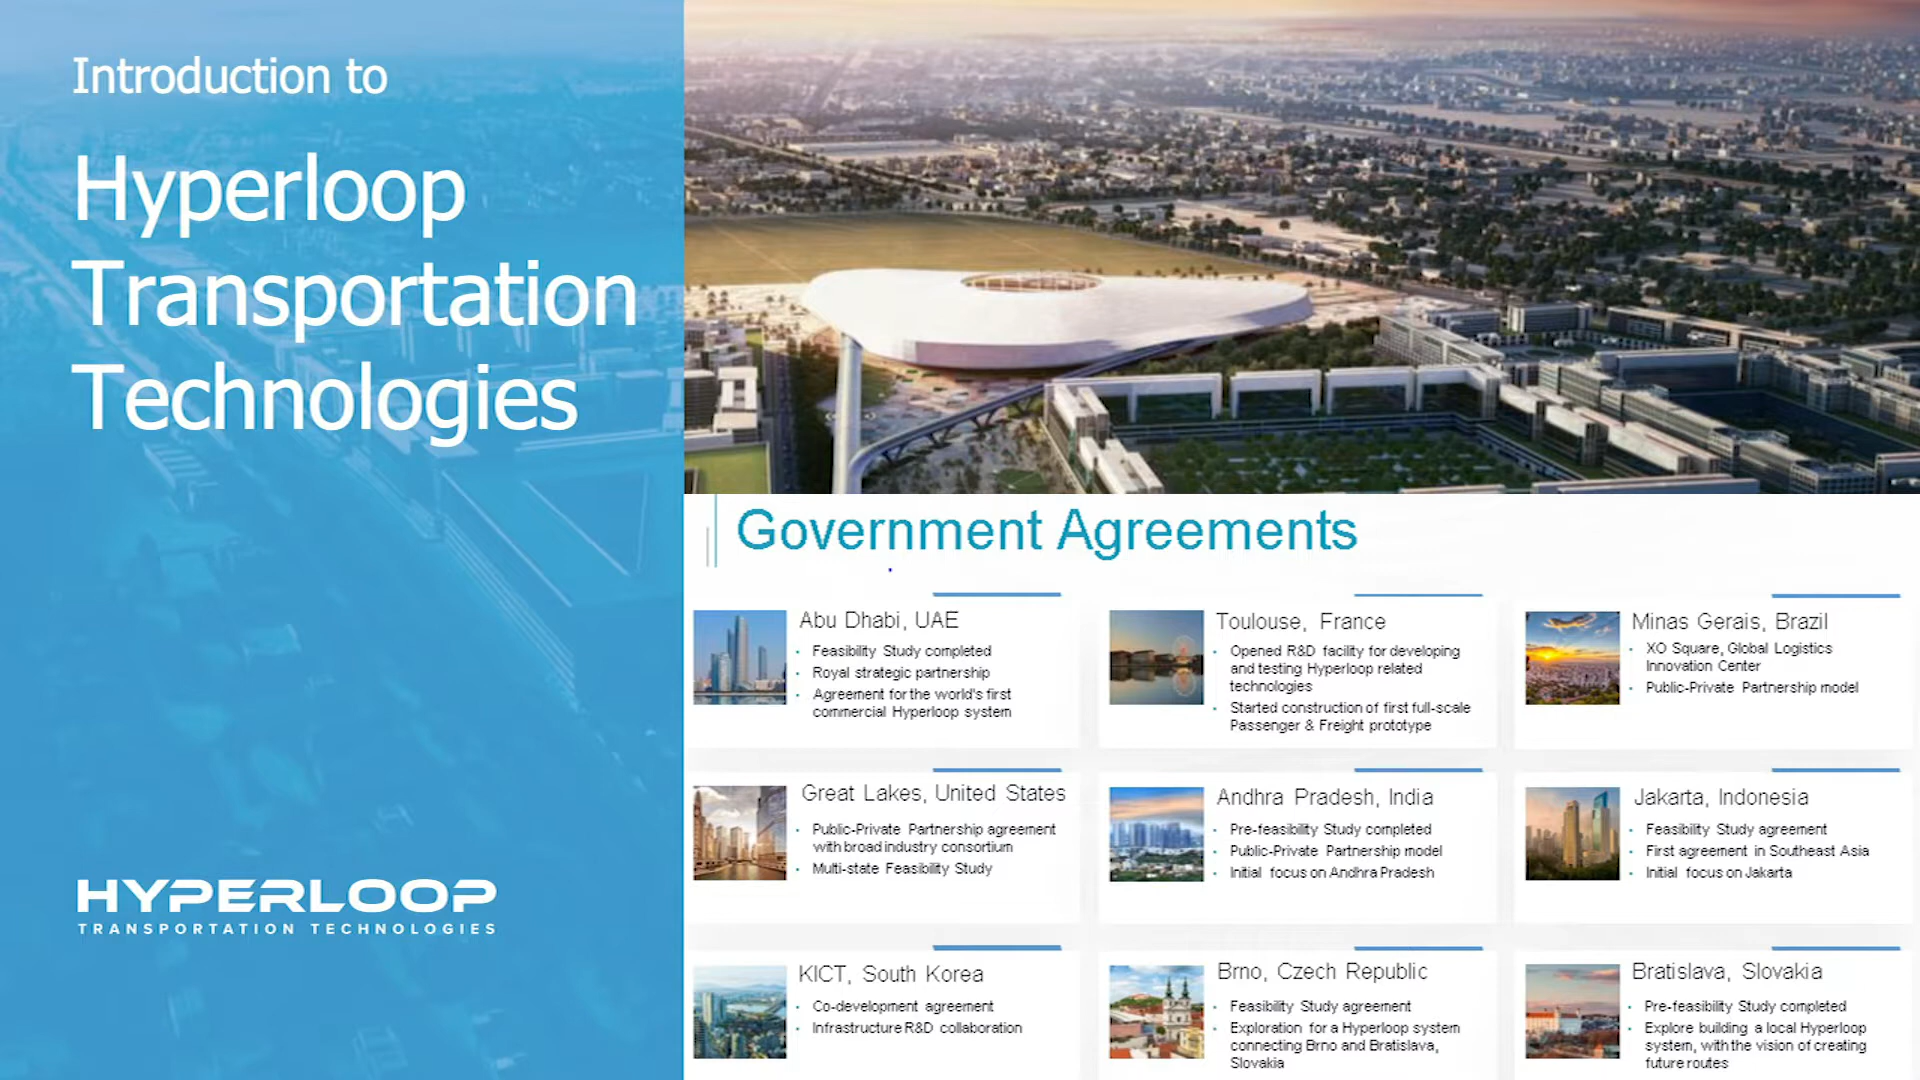 Introduction to
Hyperloop
Transportation
Technologies
HYPERLOOP
TRANSPORTATION TECHNOLOGIES
Government Agreements
Abu Dhabi, UAE
Feasibility Study completed
Royal strategic partnership
Agreement for the world's first
commercial Hyperloop system
Toulouse, France
Opened R&D facility for developing
and testing Hyperloop related
technologies
Started construction of first full-scale
Passenger & Freight prototype
Minas Gerais, Brazil
XO Square, Global Logistics
Innovation Center
Public-Private Partnership model
Great Lakes, United States
Public-Private Partnership agreement
with broad industry consortium
Multi-state Feasibility Study
Andhra Pradesh, India
Pre-feasibility Study completed
Public-Private Partnership model
Initial focus on Andhra Pradesh
Jakarta, Indonesia
Feasibility Study agreement
First agreement in Southeast Asia
Initial focus on Jakarta
KICT, South Korea
Co-development agreement
Infrastructure R&D collaboration
Brno, Czech Republic
Feasibility Study agreement
Exploration for a Hyperloop system
connecting Brno and Bratislava,
Slovakia
Bratislava, Slovakia
Pre-feasibility Study completed
Explore building a local Hyperloop
system, with the vision of creating
future routes